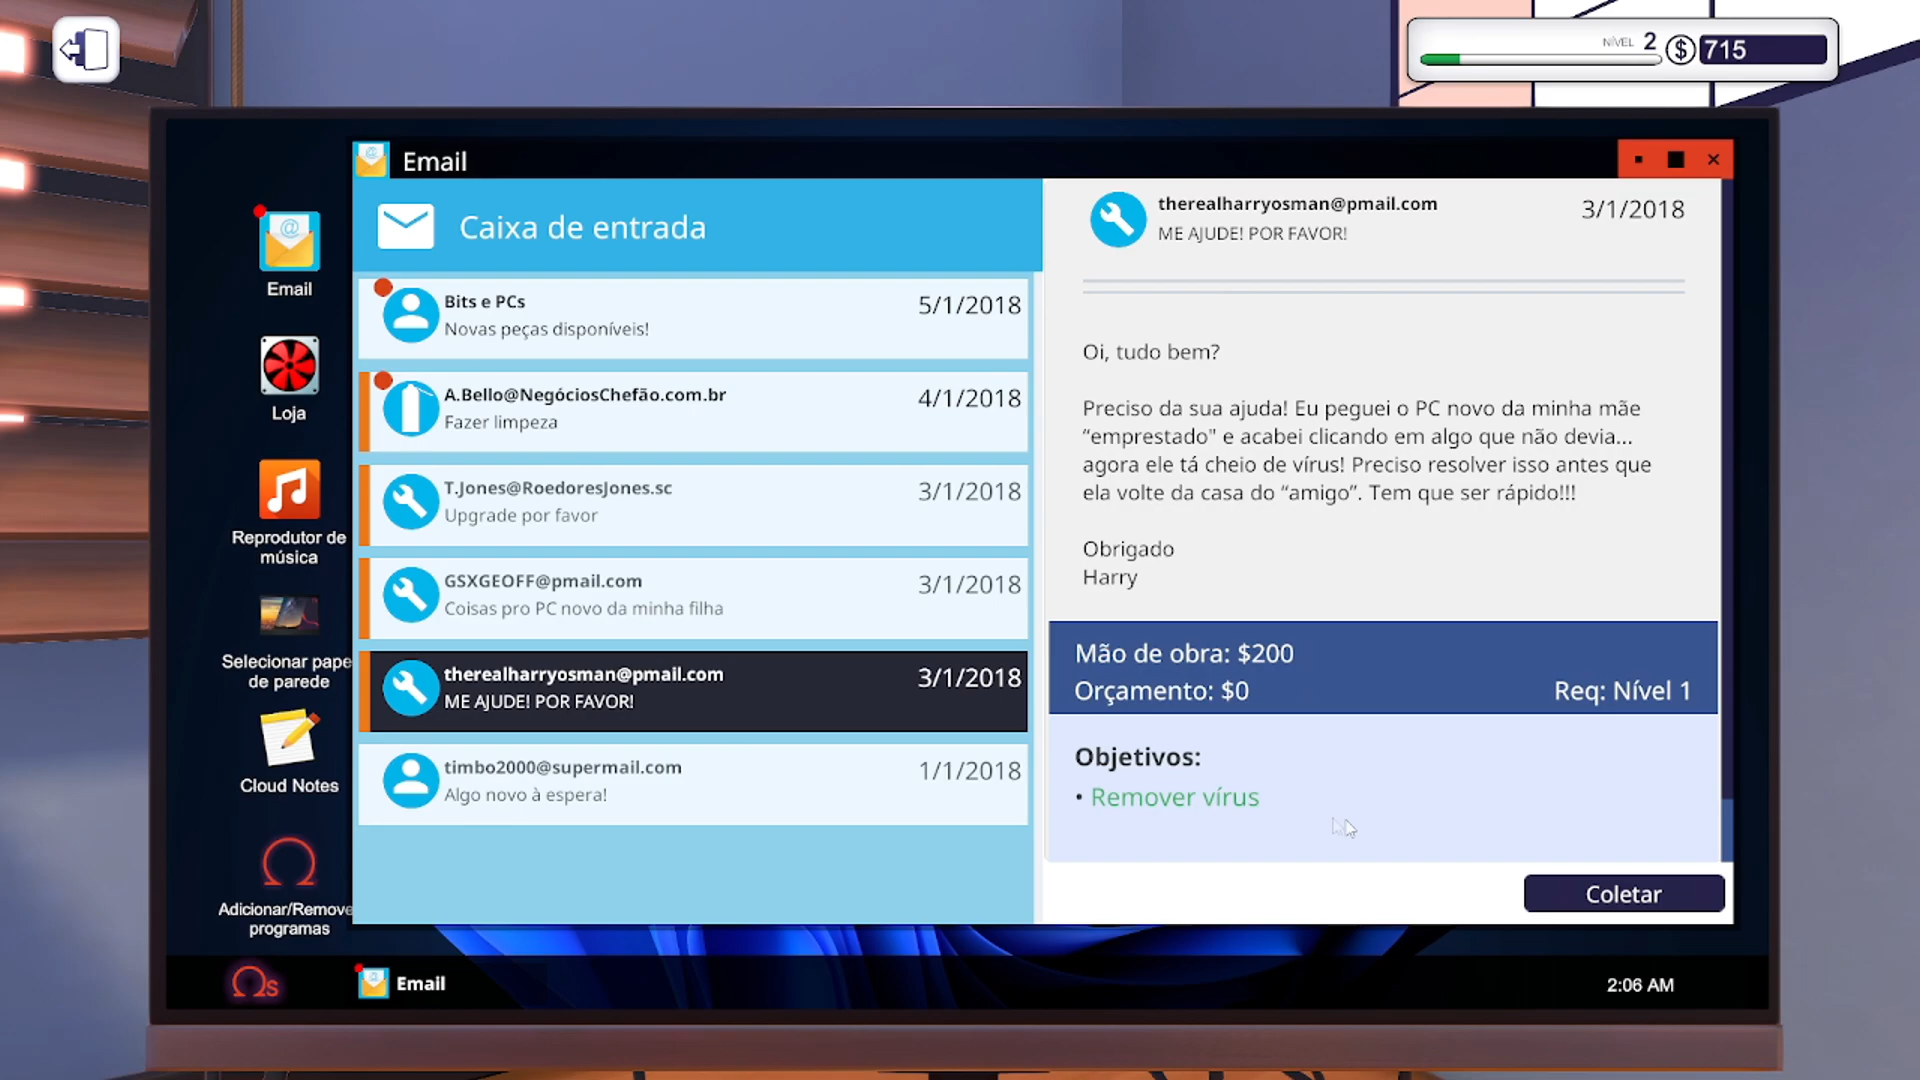 NÍVEL 2
$ 715
Email
Caixa de entrada
Bits e PCs
Novas peças disponíveis!
5/1/2018
A.Bello@NegóciosChefão.com.br
Fazer limpeza
4/1/2018
T.Jones@RoedoresJones.sc
Upgrade por favor
3/1/2018
GSXGEOFF@pmail.com
Coisas pro PC novo da minha filha
3/1/2018
therealharryosman@pmail.com
ME AJUDE! POR FAVOR!
3/1/2018
timbo2000@supermail.com
Algo novo à espera!
1/1/2018
therealharryosman@pmail.com
ME AJUDE! POR FAVOR!
3/1/2018
Oi, tudo bem?
Preciso da sua ajuda! Eu peguei o PC novo da minha mãe
“emprestado" e acabei clicando em algo que não devia...
agora ele tá cheio de vírus! Preciso resolver isso antes que
ela volte da casa do “amigo”. Tem que ser rápido!!!
Obrigado
Harry
Mão de obra: $200
Orçamento: $0
Req: Nível 1
Objetivos:
• Remover vírus
Coletar
Email
Loja
Reprodutor de
música
Selecionar pape
de parede
Cloud Notes
Adicionar/Remove
programas
Ωs
Email
2:06 AM